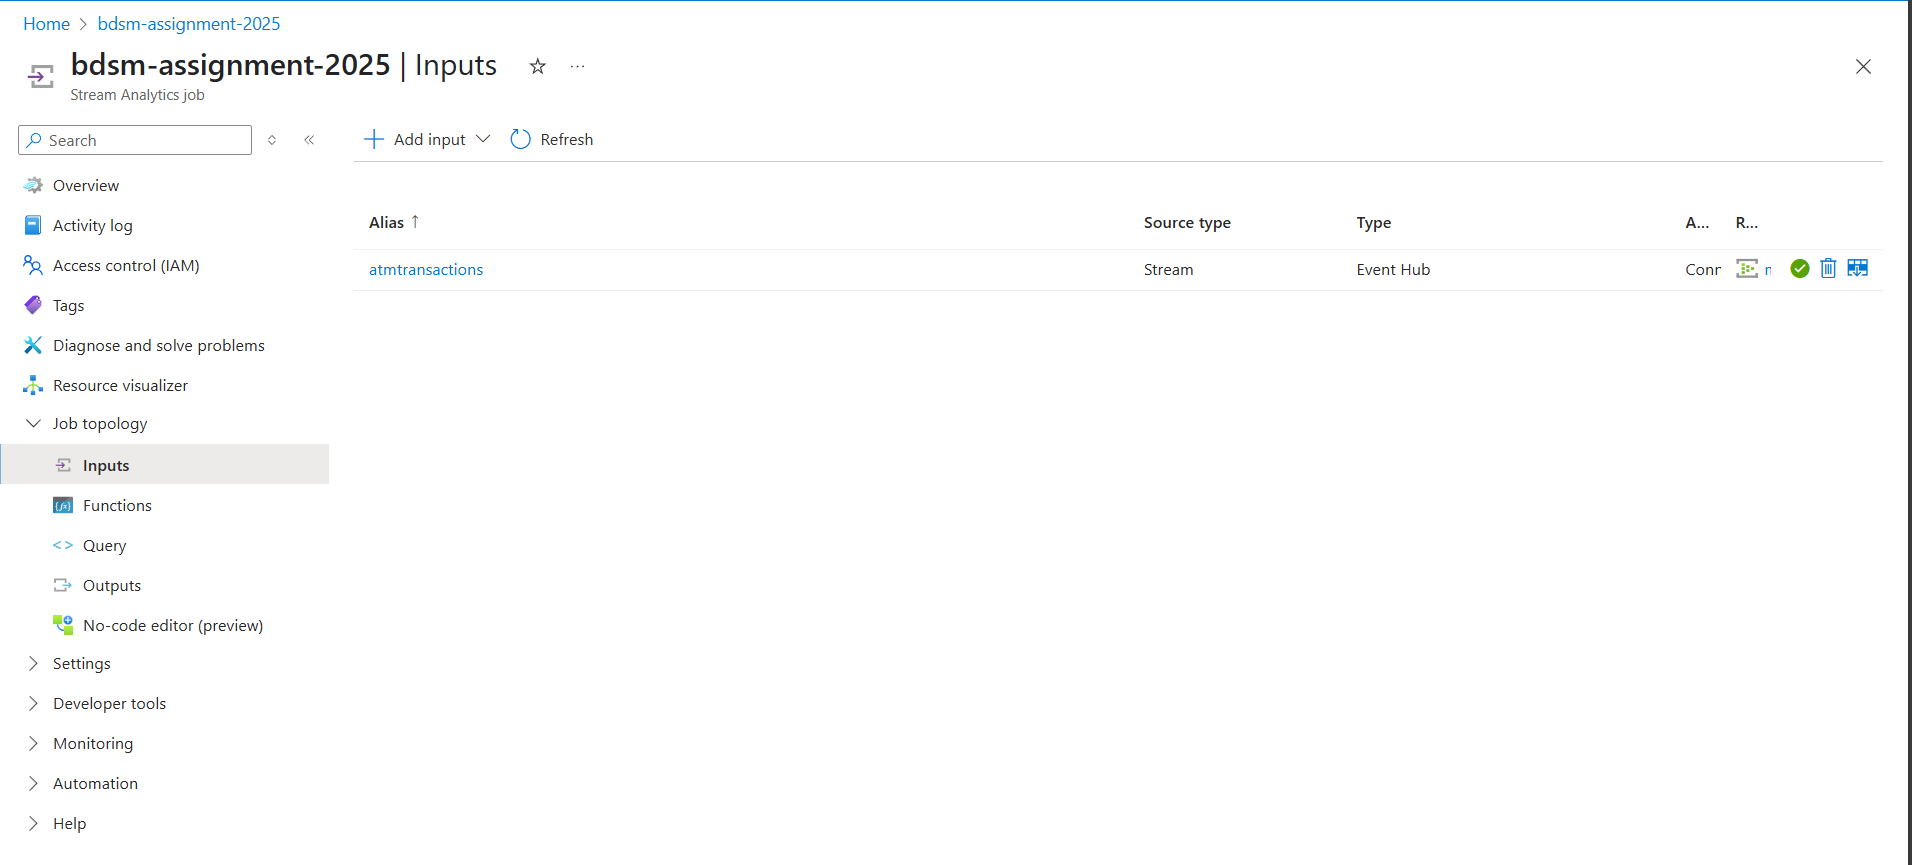 Home > bdsm-assignment-2025
bdsm-assignment-2025 | Inputs
Stream Analytics job
Search
Add input
Refresh
Overview
Activity log
Access control (IAM)
Tags
Diagnose and solve problems
Resource visualizer
Job topology
Inputs
Functions
Query
Outputs
No-code editor (preview)
Settings
Developer tools
Monitoring
Automation
Help
Alias ↑ Source type Type A... R...
atmtransactions Stream Event Hub Conr